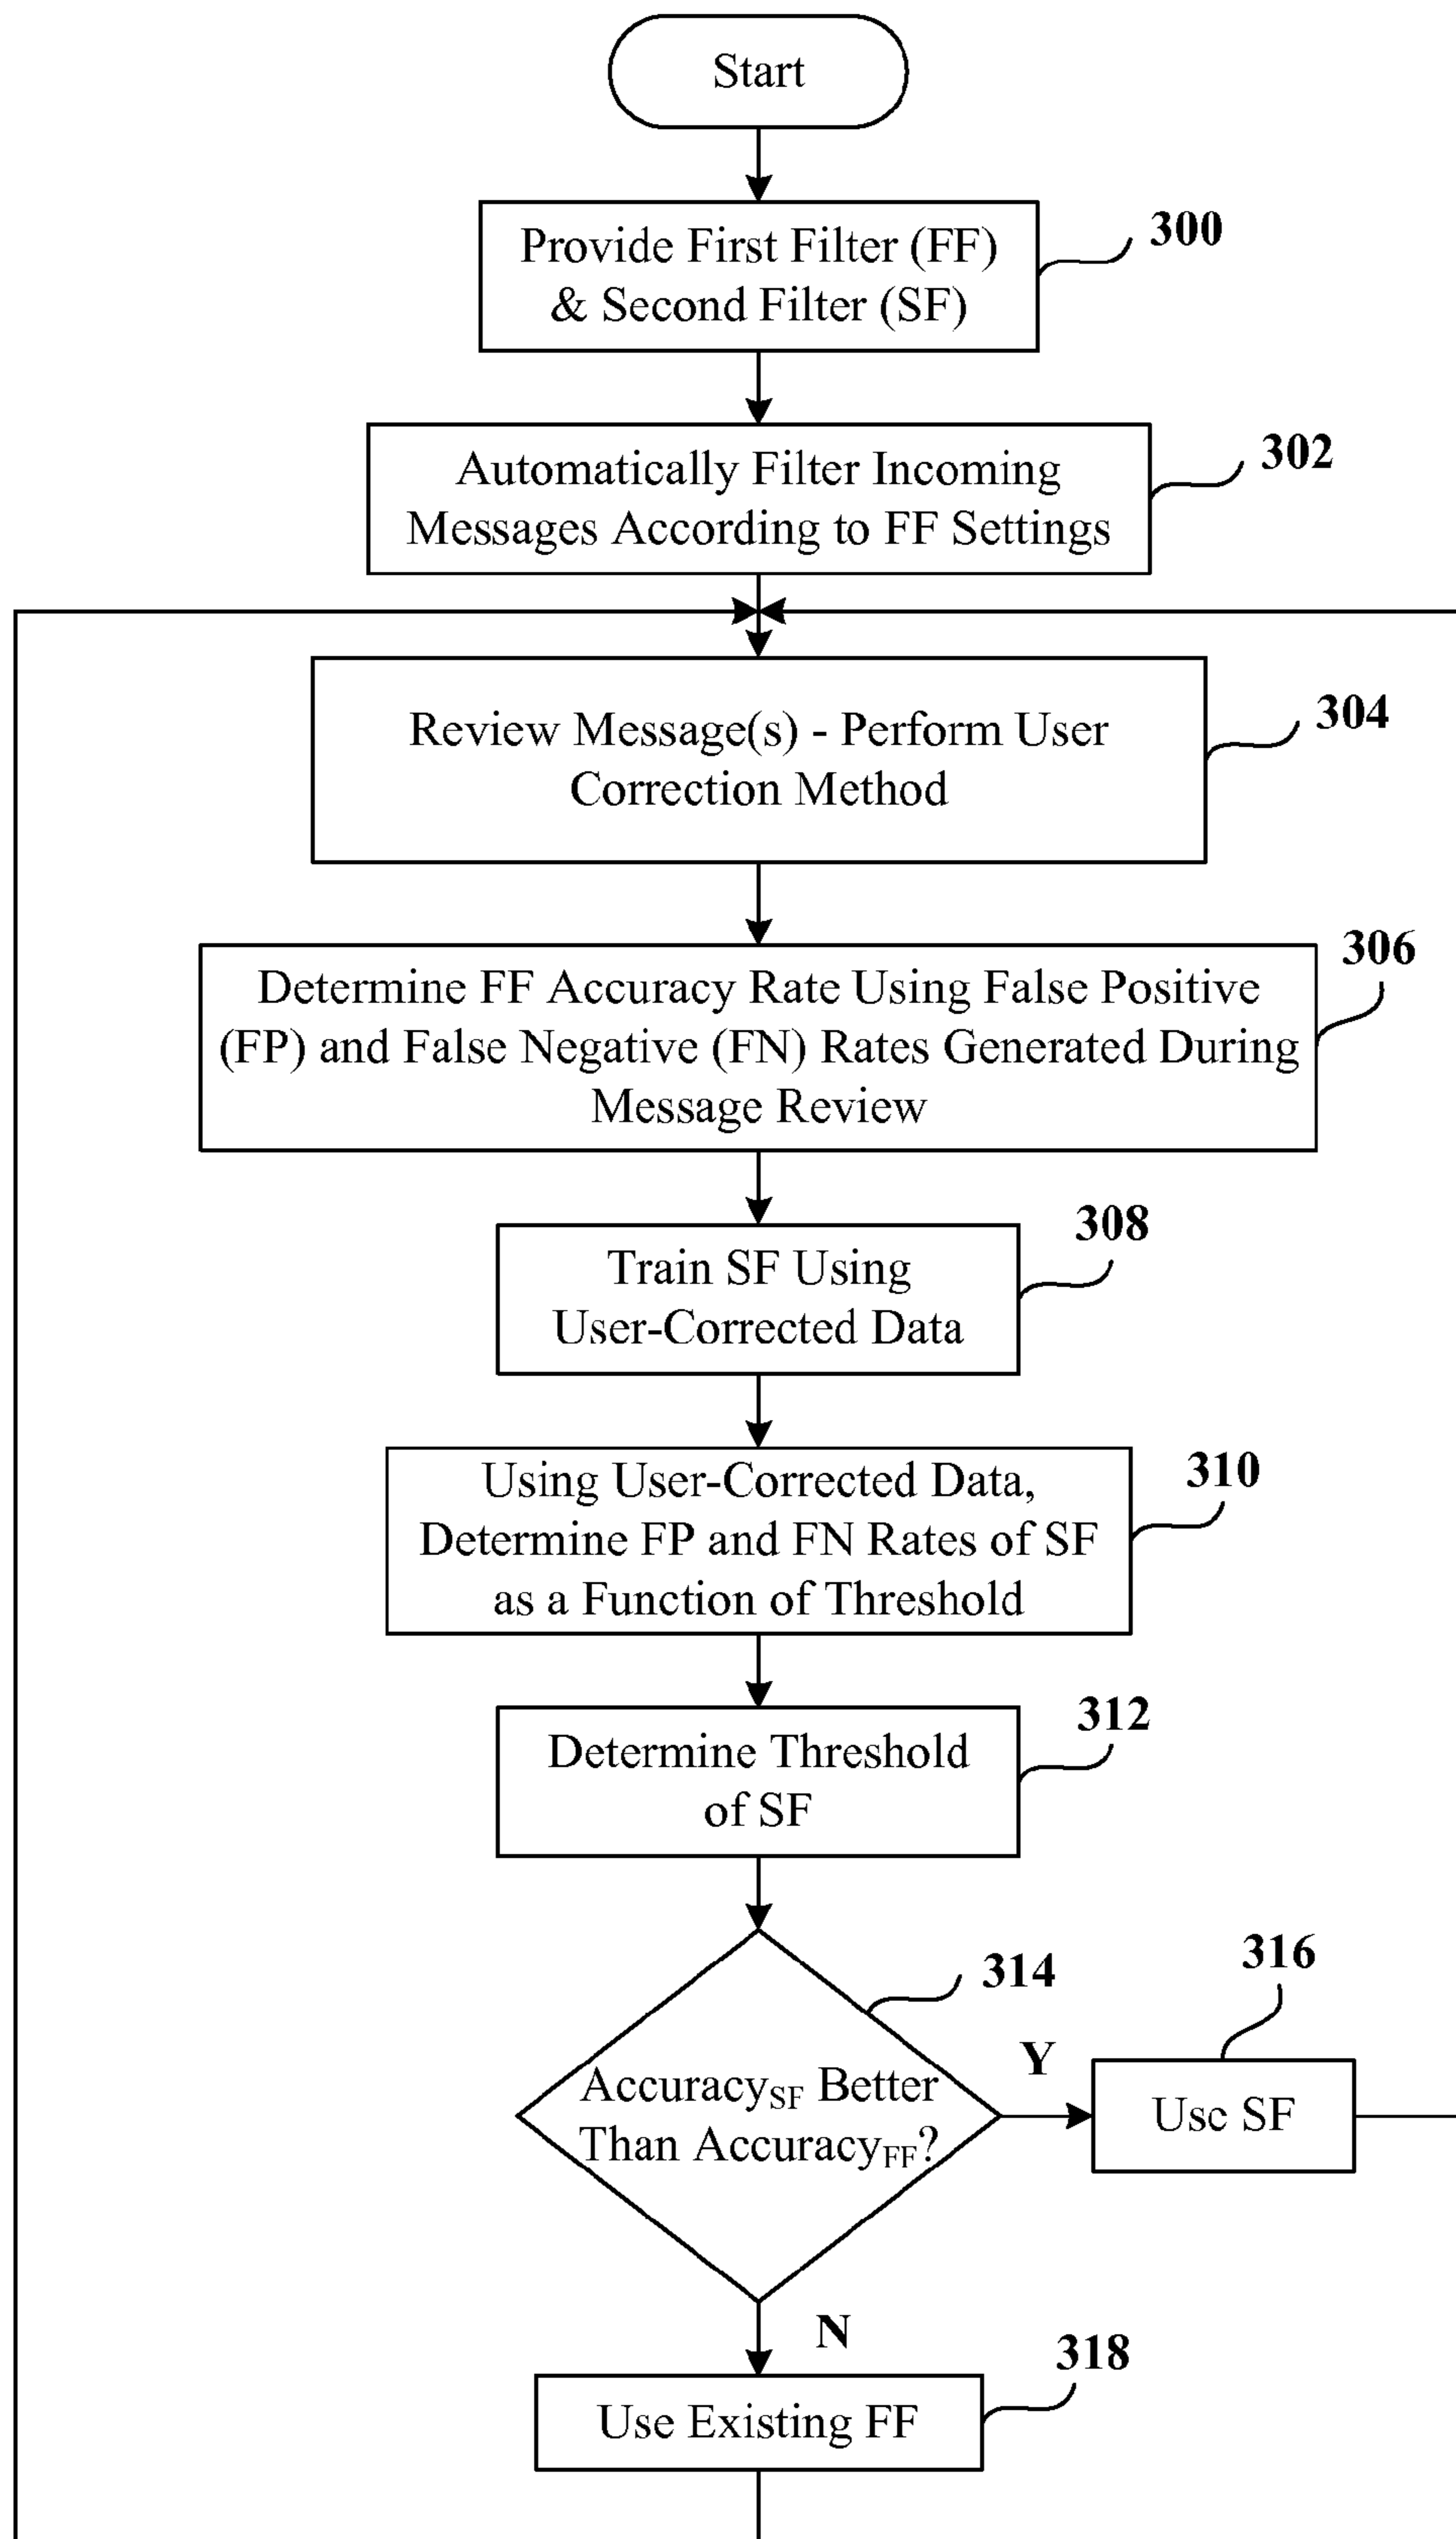 Start
Provide First Filter (FF)
& Second Filter (SF)
300
Automatically Filter Incoming
Messages According to FF Settings
302
Review Message(s) - Perform User
Correction Method
304
Determine FF Accuracy Rate Using False Positive
(FP) and False Negative (FN) Rates Generated During
Message Review
306
Train SF Using
User-Corrected Data
308
Using User-Corrected Data,
Determine FP and FN Rates of SF
as a Function of Threshold
310
Determine Threshold
of SF
312
AccuracySF Better
Than AccuracyFF?
314
Y
Use SF
316
N
Use Existing FF
318